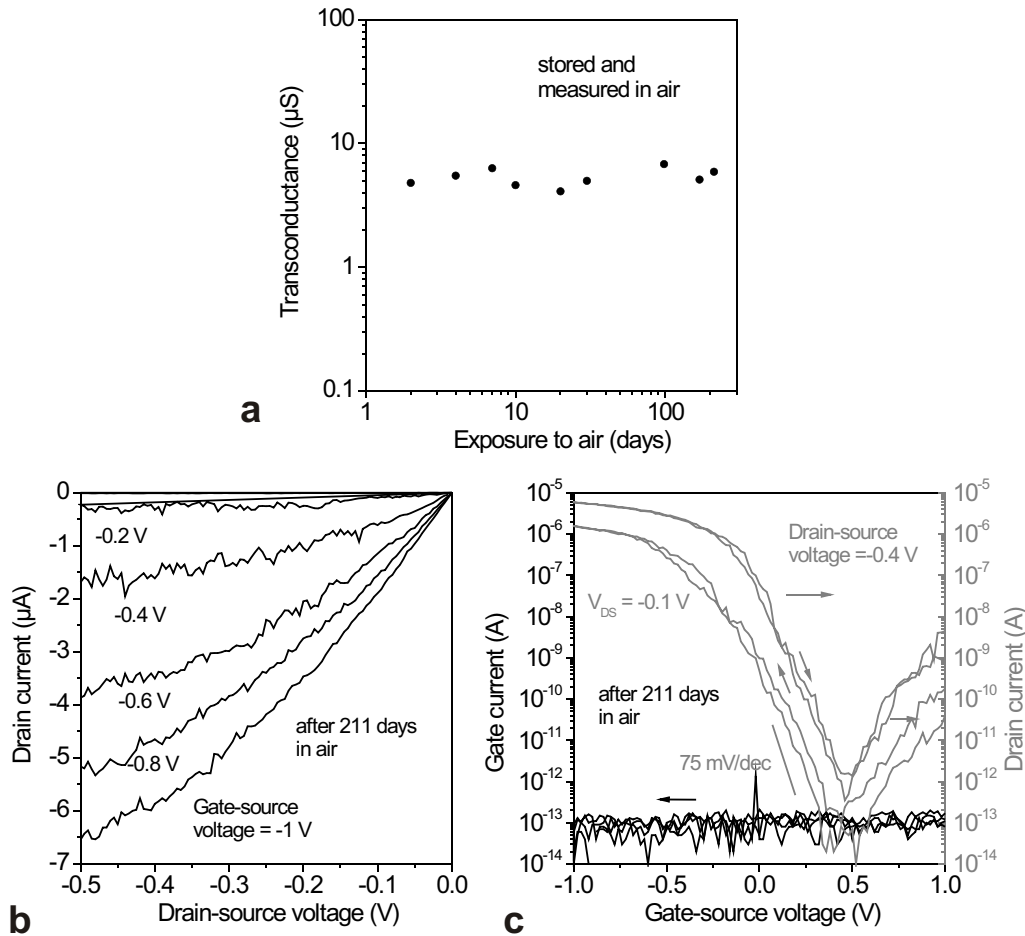 100
10
1
0.1
Transconductance (µS)
stored and
measured in air
1
10
100
Exposure to air (days)
a
0
-1
-2
-3
-4
-5
-6
-7
Drain current (µA)
-0.2 V
-0.4 V
-0.6 V
-0.8 V
after 211 days
in air
Gate-source
voltage = -1 V
-0.5
-0.4
-0.3
-0.2
-0.1
0.0
Drain-source voltage (V)
b
10-5
10-6
10-7
10-8
10-9
10-10
10-11
10-12
10-13
10-14
Gate current (A)
Drain-source
voltage =-0.4 V
VDS = -0.1 V
after 211 days
in air
75 mV/dec
10-5
10-6
10-7
10-8
10-9
10-10
10-11
10-12
10-13
10-14
Drain current (A)
-1.0
-0.5
0.0
0.5
1.0
Gate-source voltage (V)
c